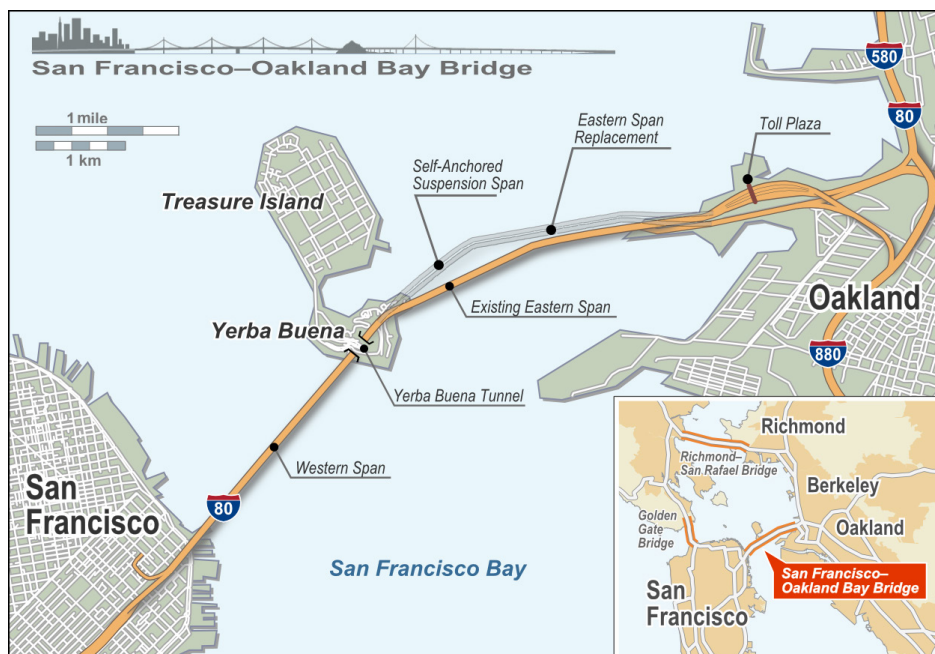 San Francisco–Oakland Bay Bridge
1 mile
1 km
580
80
Eastern Span
Replacement
Toll Plaza
Self-Anchored
Suspension Span
Treasure Island
Oakland
Existing Eastern Span
Yerba Buena
880
Yerba Buena Tunnel
Western Span
San
Francisco
80
San Francisco Bay
Richmond
Richmond–
San Rafael Bridge
Berkeley
Golden
Gate
Bridge
Oakland
San Francisco–
Oakland Bay Bridge
San
Francisco